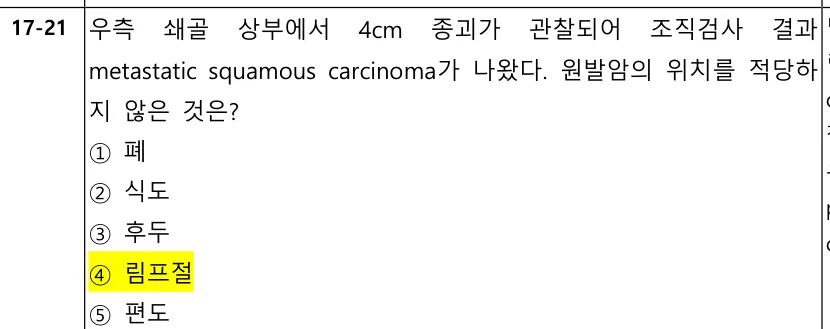 17-21
우측 쇄골 상부에서 4cm 종괴가 관찰되어 조직검사 결과
metastatic squamous carcinoma가 나왔다. 원발암의 위치를 적당하
지 않은 것은?
① 폐
② 식도
③ 후두
④ 림프절
⑤ 편도